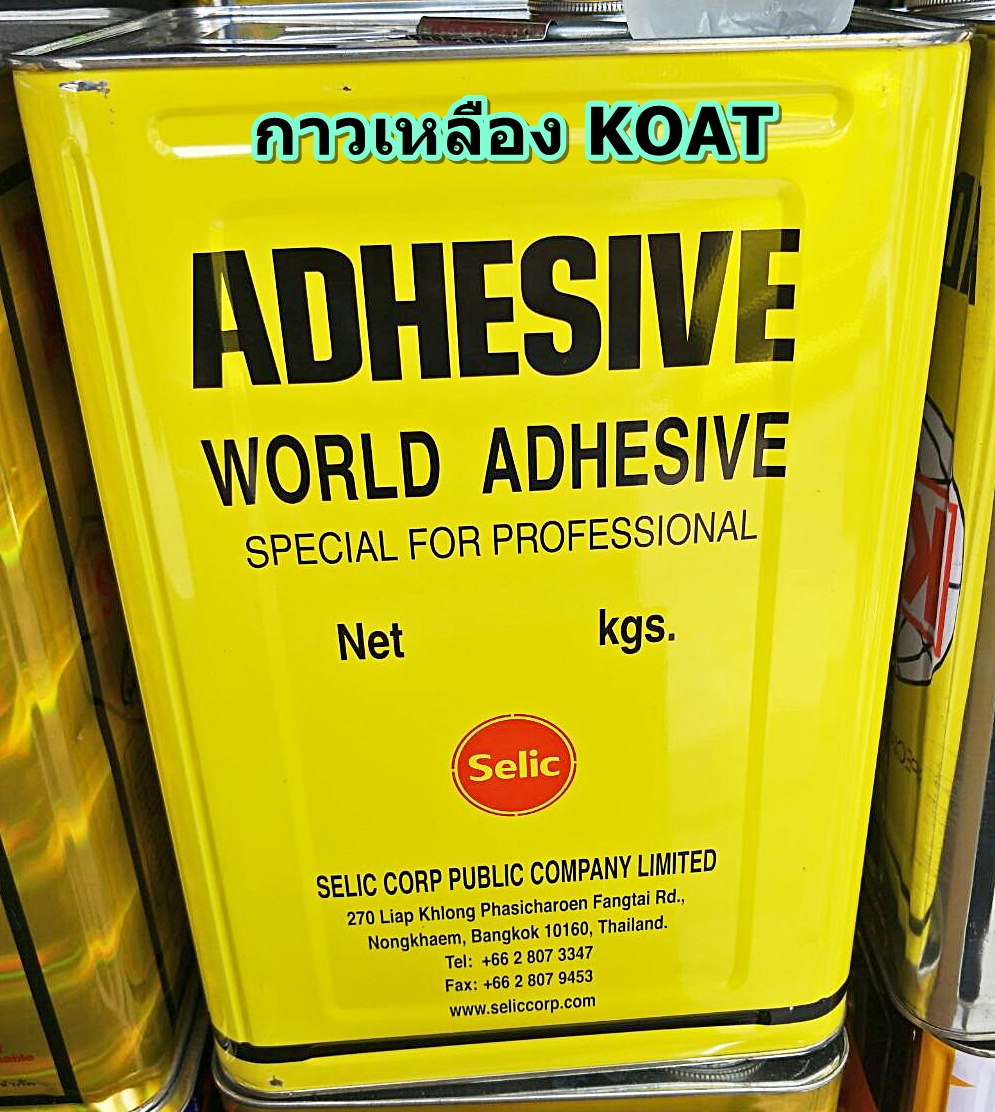 กาวเหลือง KOAT
ADHESIVE
WORLD ADHESIVE
SPECIAL FOR PROFESSIONAL
Net kgs.
Selic
SELIC CORP PUBLIC COMPANY LIMITED
270 Liap Khlong Phasicharoen Fangtai Rd.,
Nongkhaem, Bangkok 10160, Thailand.
Tel: +66 2 807 3347
Fax: +66 2 807 9453
www.seliccorp.com